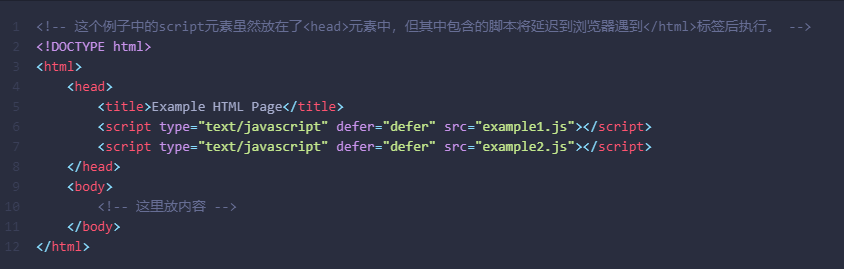 1 <!-- 这个例子中的script元素虽然放在了<head>元素中，但其中包含的脚本将延迟到浏览器遇到</html>标签后执行。 -->
2 <!DOCTYPE html>
3 <html>
4     <head>
5         <title>Example HTML Page</title>
6         <script type="text/javascript" defer="defer" src="example1.js"></script>
7         <script type="text/javascript" defer="defer" src="example2.js"></script>
8     </head>
9     <body>
10         <!-- 这里放内容 -->
11     </body>
12 </html>